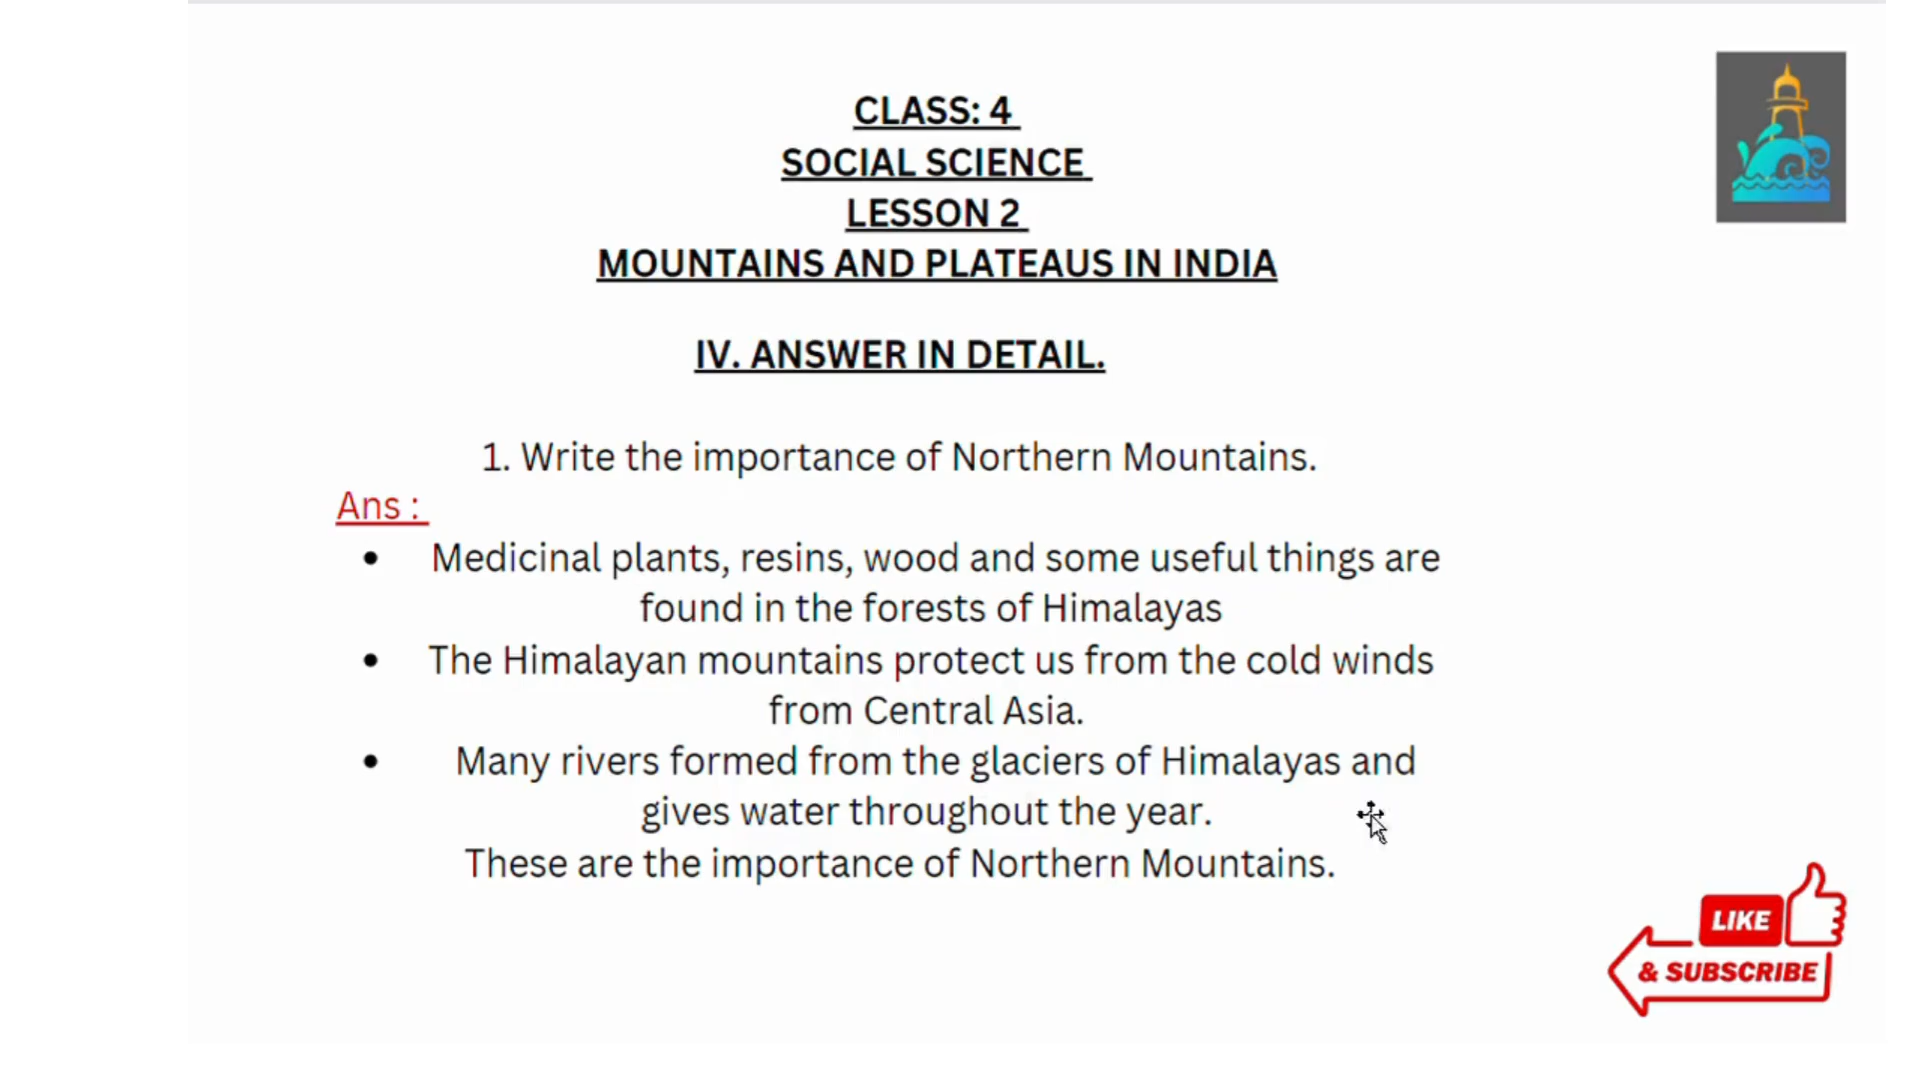 CLASS: 4
SOCIAL SCIENCE
LESSON 2
MOUNTAINS AND PLATEAUS IN INDIA
IV. ANSWER IN DETAIL.
1. Write the importance of Northern Mountains.
Ans :
• Medicinal plants, resins, wood and some useful things are
found in the forests of Himalayas
• The Himalayan mountains protect us from the cold winds
from Central Asia.
• Many rivers formed from the glaciers of Himalayas and
gives water throughout the year.
These are the importance of Northern Mountains.
LIKE
& SUBSCRIBE